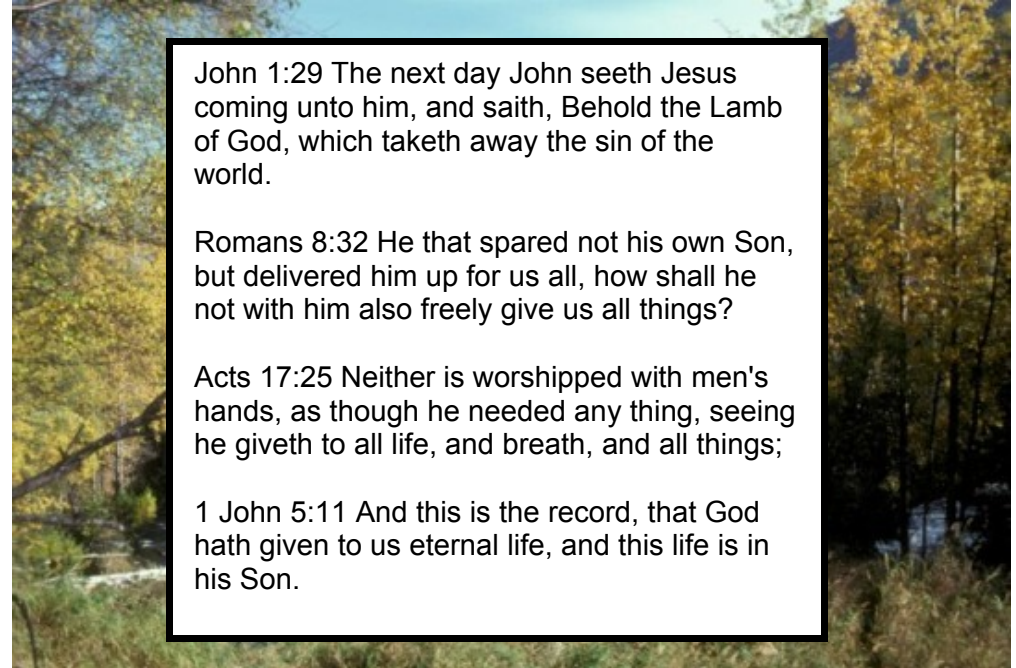 John 1:29 The next day John seeth Jesus
coming unto him, and saith, Behold the Lamb
of God, which taketh away the sin of the
world.
Romans 8:32 He that spared not his own Son,
but delivered him up for us all, how shall he
not with him also freely give us all things?
Acts 17:25 Neither is worshipped with men's
hands, as though he needed any thing, seeing
he giveth to all life, and breath, and all things;
1 John 5:11 And this is the record, that God
hath given to us eternal life, and this life is in
his Son.